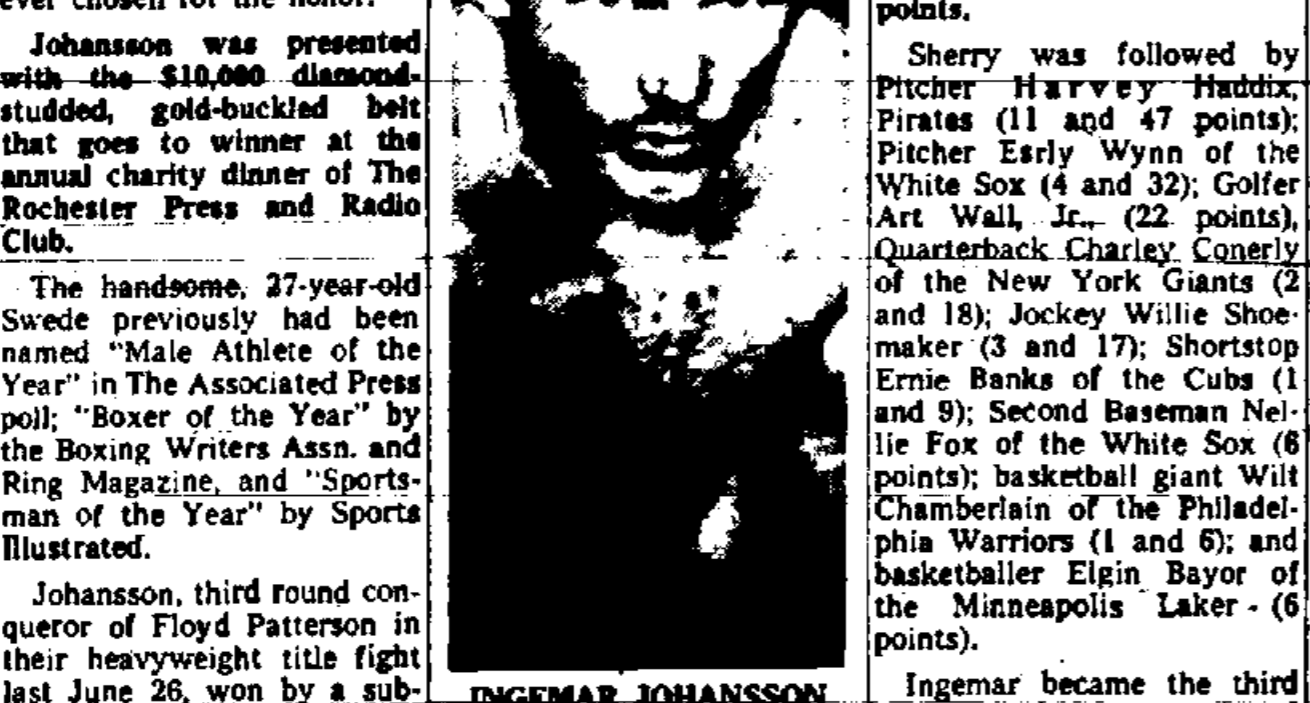 ever chosen for the honor.
Johansson was presented
with the $10,000 diamond-
studded, gold-buckled belt
that goes to winner at the
annual charity dinner of The
Rochester Press and Radio
Club.
The handsome, 27-year-old
Swede previously had been
named "Male Athlete of the
Year" in The Associated Press
poll; "Boxer of the Year" by
the Boxing Writers Assn. and
Ring Magazine, and "Sports-
man of the Year" by Sports
Illustrated.
Johansson, third round con-
queror of Floyd Patterson in
their heavyweight title fight
last June 26, won by a sub-
INGEMAR JOHANSSON
points.
Sherry was followed by
Pitcher Harvey Haddix,
Pirates (11 and 47 points);
Pitcher Esrly Wynn of the
White Sox (4 and 32); Golfer
Art Wall, Jr., (22 points),
Quarterback Charley Conerly
of the New York Giants (2
and 18); Jockey Willie Shoe-
maker (3 and 17); Shortstop
Ernie Banks of the Cubs (1
and 9); Second Baseman Nel-
lie Fox of the White Sox (6
points); basketball giant Wilt
Chamberlain of the Philadel-
phia Warriors (1 and 6); and
basketballer Elgin Bayor of
the Minneapolis Laker - (6
points).
Ingemar became the third